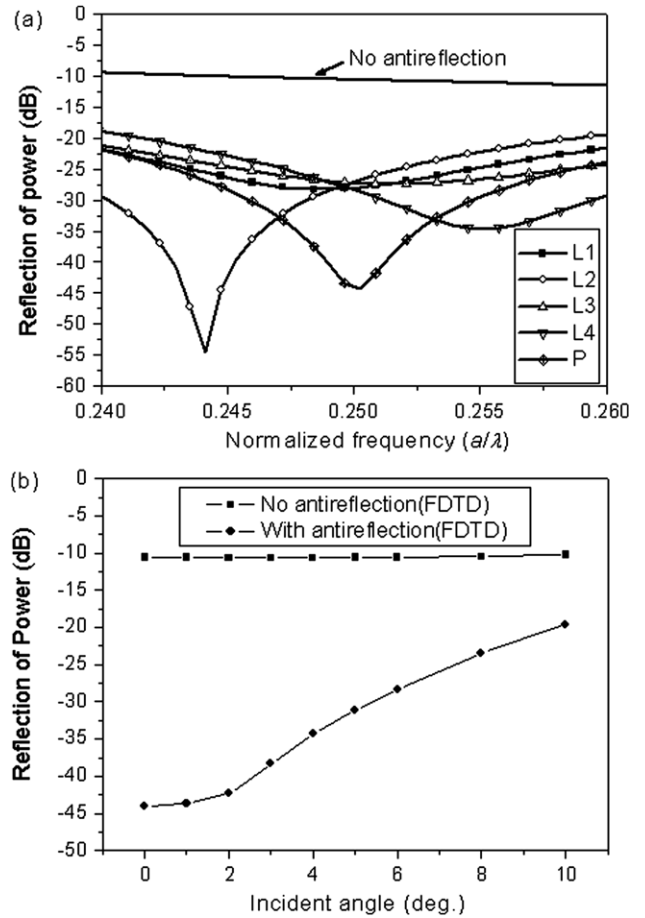 (a)
0
-5
-10
-15
-20
-25
-30
-35
-40
-45
-50
-55
-60
Reflection of power (dB)
No antireflection
L1
L2
L3
L4
P
0.240 0.245 0.250 0.255 0.260
Normalized frequency (a/λ)
(b)
0
-5
-10
-15
-20
-25
-30
-35
-40
-45
-50
Reflection of Power (dB)
No antireflection(FDTD)
With antireflection(FDTD)
0 2 4 6 8 10
Incident angle (deg.)